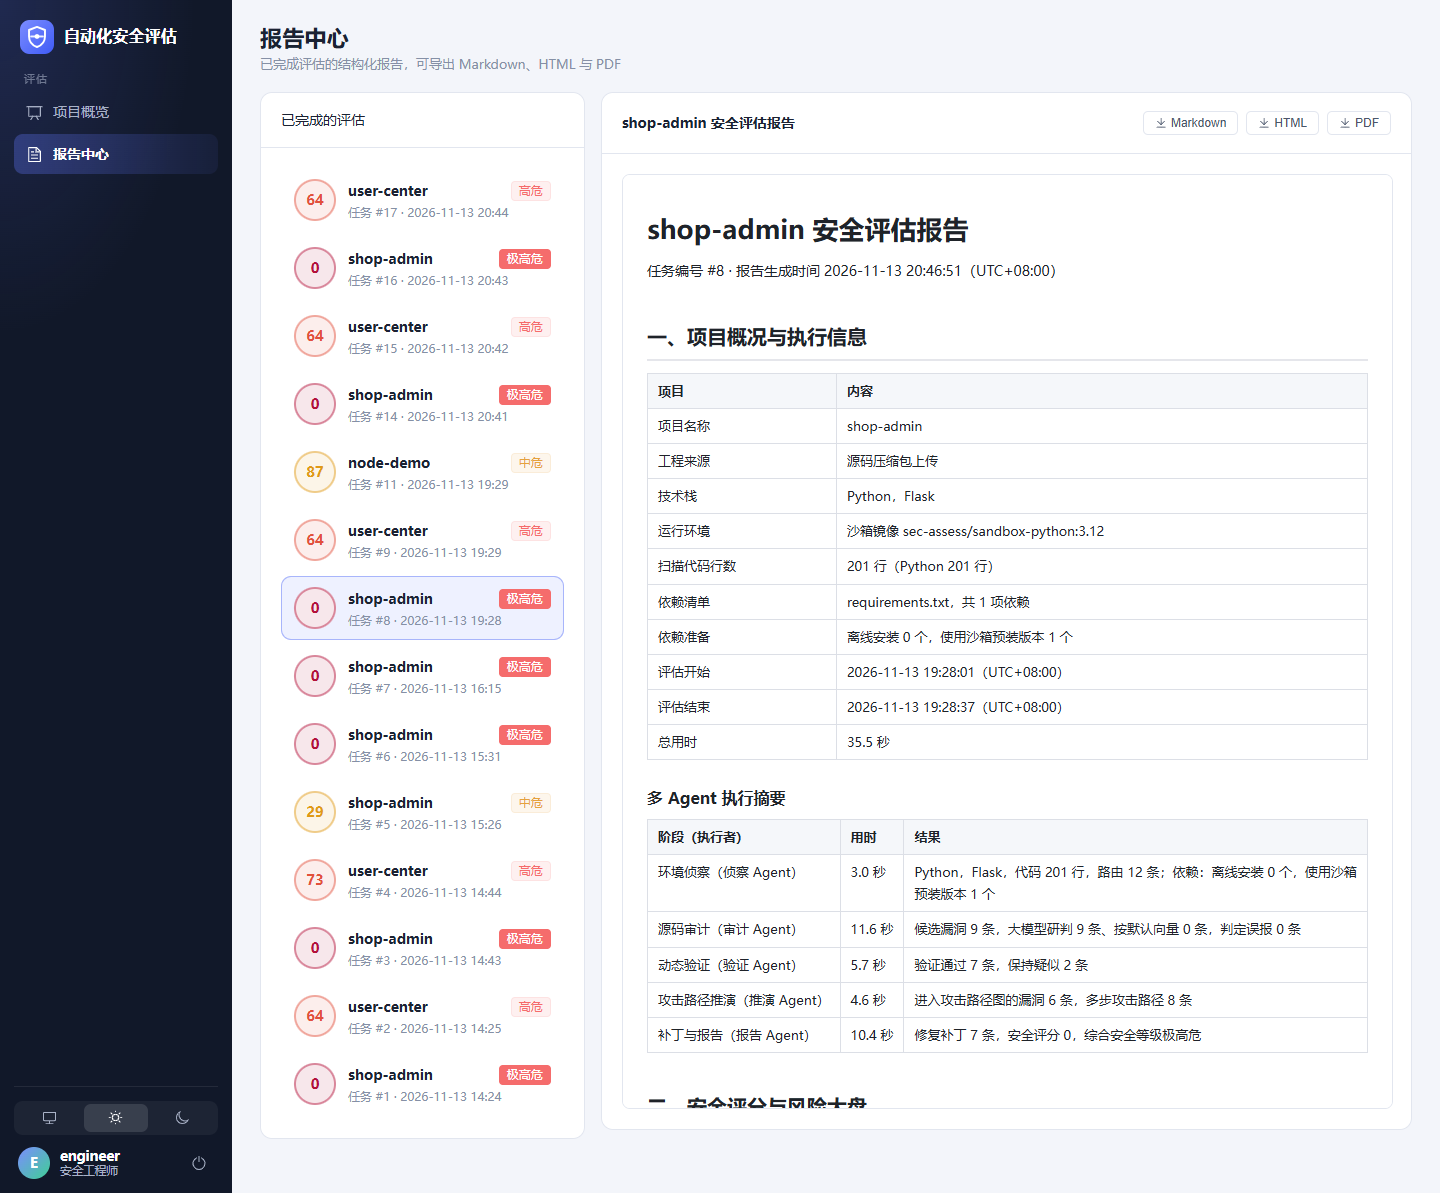 自动化安全评估
评估
项目概览
报告中心
engineer
安全工程师
E
报告中心
已完成评估的结构化报告，可导出 Markdown、HTML 与 PDF
已完成的评估
64
user-center
高危
任务 #17 · 2026-11-13 20:44
0
shop-admin
极高危
任务 #16 · 2026-11-13 20:43
64
user-center
高危
任务 #15 · 2026-11-13 20:42
0
shop-admin
极高危
任务 #14 · 2026-11-13 20:41
87
node-demo
中危
任务 #11 · 2026-11-13 19:29
64
user-center
高危
任务 #9 · 2026-11-13 19:29
0
shop-admin
极高危
任务 #8 · 2026-11-13 19:28
0
shop-admin
极高危
任务 #7 · 2026-11-13 16:15
0
shop-admin
极高危
任务 #6 · 2026-11-13 15:31
29
shop-admin
中危
任务 #5 · 2026-11-13 15:26
73
user-center
高危
任务 #4 · 2026-11-13 14:44
0
shop-admin
极高危
任务 #3 · 2026-11-13 14:43
64
user-center
高危
任务 #2 · 2026-11-13 14:25
0
shop-admin
极高危
任务 #1 · 2026-11-13 14:24
shop-admin 安全评估报告
Markdown
HTML
PDF
shop-admin 安全评估报告
任务编号 #8 · 报告生成时间 2026-11-13 20:46:51（UTC+08:00）
一、项目概况与执行信息
项目 内容
项目名称 shop-admin
工程来源 源码压缩包上传
技术栈 Python，Flask
运行环境 沙箱镜像 sec-assess/sandbox-python:3.12
扫描代码行数 201 行（Python 201 行）
依赖清单 requirements.txt，共 1 项依赖
依赖准备 离线安装 0 个，使用沙箱预装版本 1 个
评估开始 2026-11-13 19:28:01（UTC+08:00）
评估结束 2026-11-13 19:28:37（UTC+08:00）
总用时 35.5 秒
多 Agent 执行摘要
阶段（执行者） 用时 结果
环境侦察（侦察 Agent） 3.0 秒 Python，Flask，代码 201 行，路由 12 条；依赖：离线安装 0 个，使用沙箱
预装版本 1 个
源码审计（审计 Agent） 11.6 秒 候选漏洞 9 条，大模型研判 9 条、按默认向量 0 条，判定误报 0 条
动态验证（验证 Agent） 5.7 秒 验证通过 7 条，保持疑似 2 条
攻击路径推演（推演 Agent） 4.6 秒 进入攻击路径图的漏洞 6 条，多步攻击路径 8 条
补丁与报告（报告 Agent） 10.4 秒 修复补丁 7 条，安全评分 0，综合安全等级极高危
二、安全评分与风险大盘